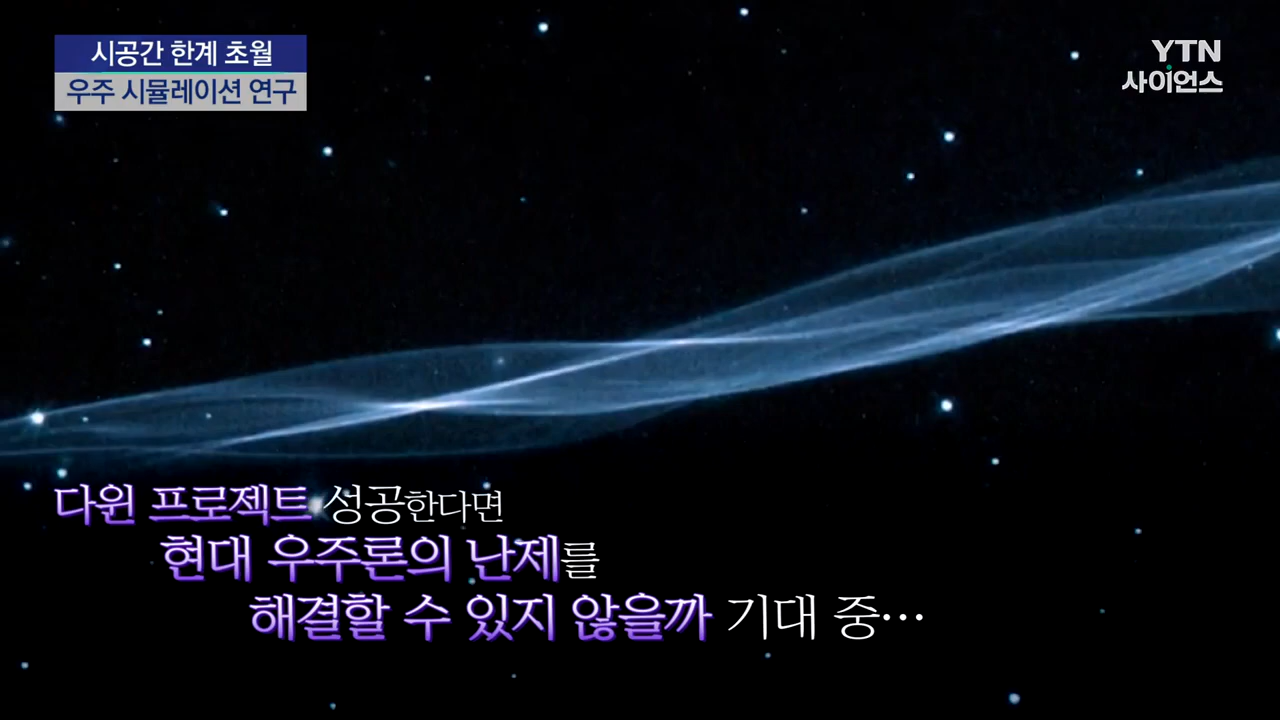 시공간 한계 초월
우주 시뮬레이션 연구
YTN
사이언스
다윈 프로젝트 성공한다면
현대 우주론의 난제를
해결할 수 있지 않을까 기대 중…